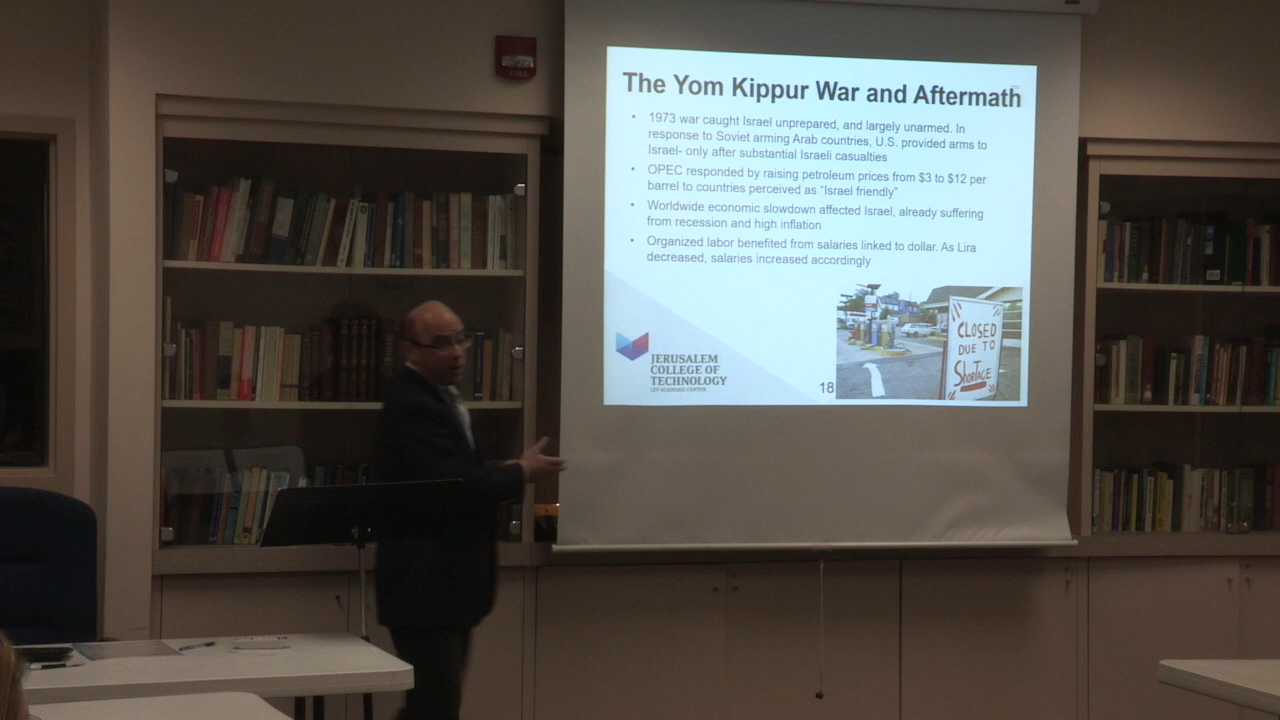 The Yom Kippur War and Aftermath
• 1973 war caught Israel unprepared, and largely unarmed. In
response to Soviet arming Arab countries, U.S. provided arms to
Israel- only after substantial Israeli casualties
• OPEC responded by raising petroleum prices from $3 to $12 per
barrel to countries perceived as “Israel friendly”
• Worldwide economic slowdown affected Israel, already suffering
from recession and high inflation
• Organized labor benefited from salaries linked to dollar. As Lira
decreased, salaries increased accordingly
CLOSED
DUE TO
SHORTAGE
JERUSALEM
COLLEGE OF
TECHNOLOGY
LEV ACADEMIC CENTER
18
FIRE